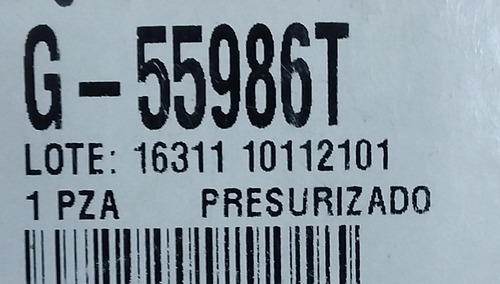 G-55986T
LOTE: 16311 10112101
1 PZA PRESURIZADO